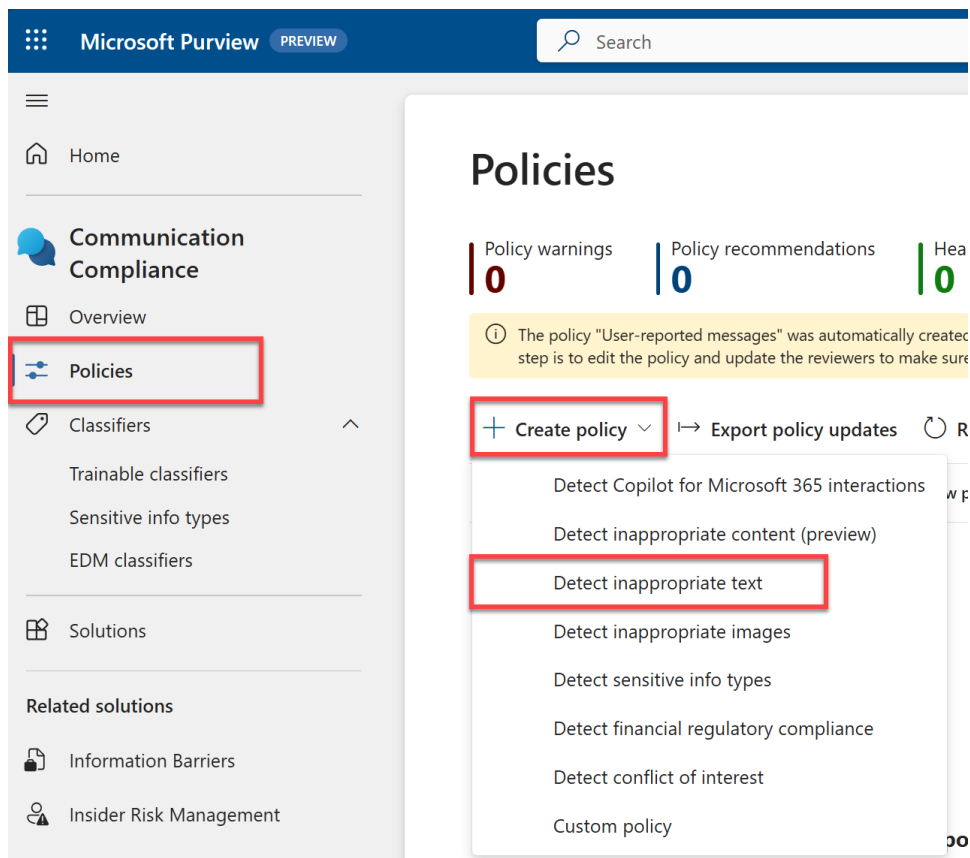 Microsoft Purview PREVIEW
Search
Home
Communication
Compliance
Overview
Policies
Classifiers
Trainable classifiers
Sensitive info types
EDM classifiers
Solutions
Related solutions
Information Barriers
Insider Risk Management
Policies
Policy warnings
0
Policy recommendations
0
Hea
0
The policy "User-reported messages" was automatically created
step is to edit the policy and update the reviewers to make sure
Create policy
Export policy updates
R
Detect Copilot for Microsoft 365 interactions
Detect inappropriate content (preview)
Detect inappropriate text
Detect inappropriate images
Detect sensitive info types
Detect financial regulatory compliance
Detect conflict of interest
Custom policy